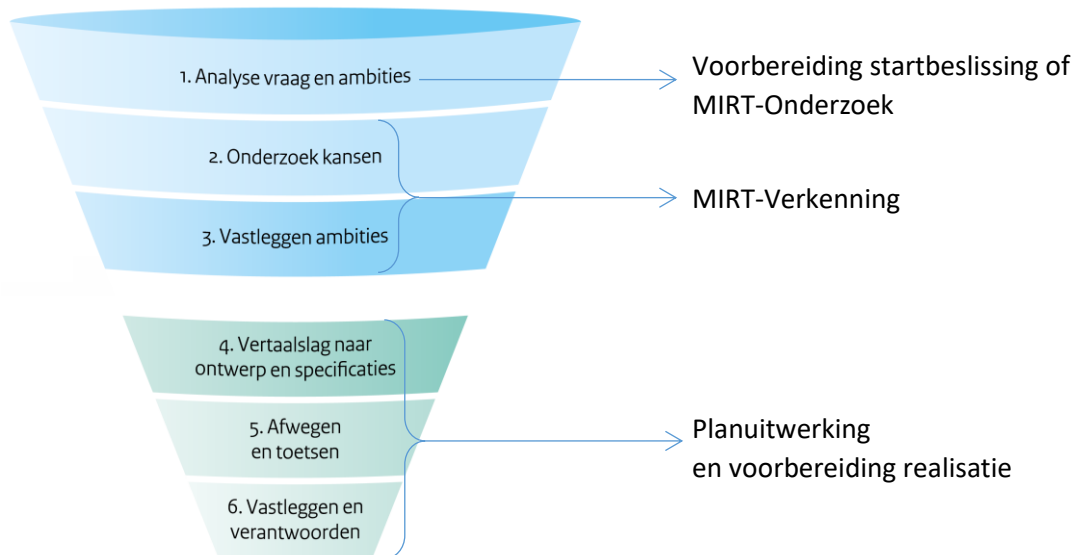 1. Analyse vraag en ambities
Voorbereiding startbeslissing of
MIRT-Onderzoek
2. Onderzoek kansen
3. Vastleggen ambities
MIRT-Verkenning
4. Vertaalslag naar
ontwerp en specificaties
5. Afwegen
en toetsen
6. Vastleggen en
verantwoorden
Planuitwerking
en voorbereiding realisatie